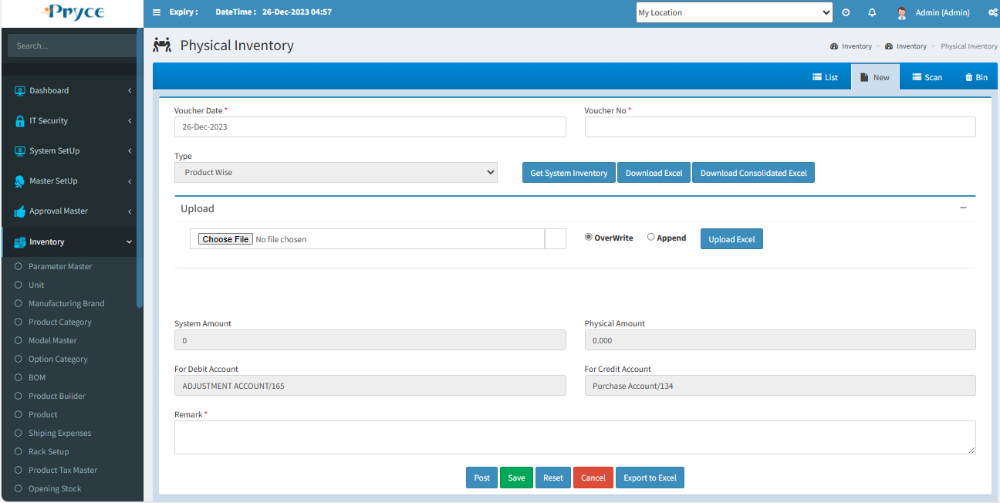 Pryce
Expiry : DateTime : 26-Dec-2023 04:57 My Location Admin (Admin)
Search...
Physical Inventory
Inventory > Inventory > Physical Inventory
List New Scan Bin
Dashboard
IT Security
System SetUp
Master SetUp
Approval Master
Inventory
Parameter Master
Unit
Manufacturing Brand
Product Category
Model Master
Option Category
BOM
Product Builder
Product
Shiping Expenses
Rack Setup
Product Tax Master
Opening Stock
Voucher Date * Voucher No *
26-Dec-2023
Type
Product Wise Get System Inventory Download Excel Download Consolidated Excel
Upload
Choose File No file chosen OverWrite Append Upload Excel
System Amount Physical Amount
0 0.000
For Debit Account For Credit Account
ADJUSTMENT ACCOUNT/165 Purchase Account/134
Remark *
Post Save Reset Cancel Export to Excel